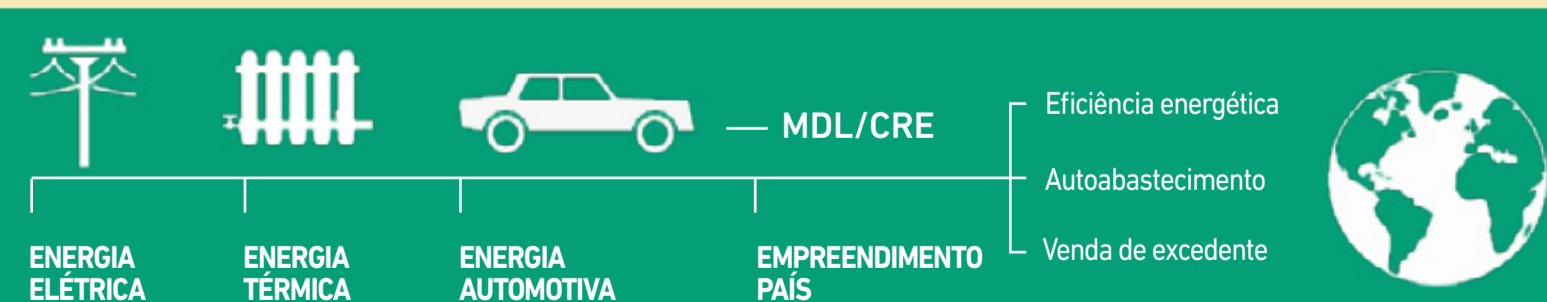 MDL/CRE
Eficiência energética
Autoabastecimento
Venda de excedente
ENERGIA
ELÉTRICA
ENERGIA
TÉRMICA
ENERGIA
AUTOMOTIVA
EMPREENDIMENTO
PAÍS